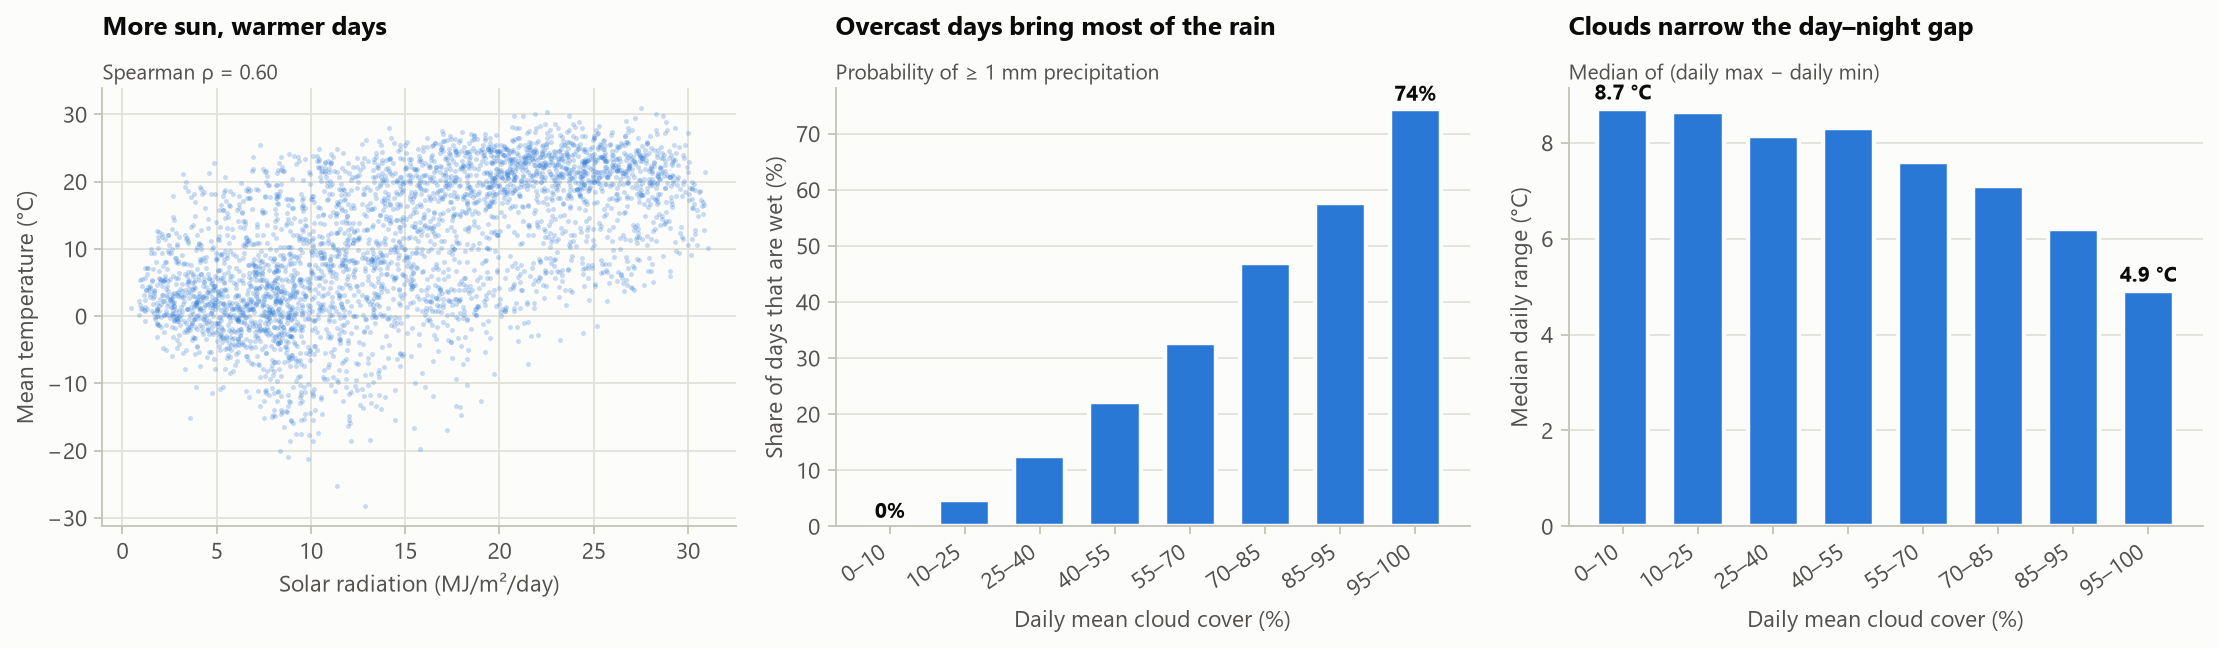 More sun, warmer days
Spearman ρ = 0.60
Mean temperature (°C)
30
20
10
0
−10
−20
−30
0 5 10 15 20 25 30
Solar radiation (MJ/m²/day)
Overcast days bring most of the rain
Probability of ≥ 1 mm precipitation
Share of days that are wet (%)
70
60
50
40
30
20
10
0
0%
74%
0–10 10–25 25–40 40–55 55–70 70–85 85–95 95–100
Daily mean cloud cover (%)
Clouds narrow the day–night gap
Median of (daily max − daily min)
Median daily range (°C)
8
6
4
2
0
8.7 °C
4.9 °C
0–10 10–25 25–40 40–55 55–70 70–85 85–95 95–100
Daily mean cloud cover (%)